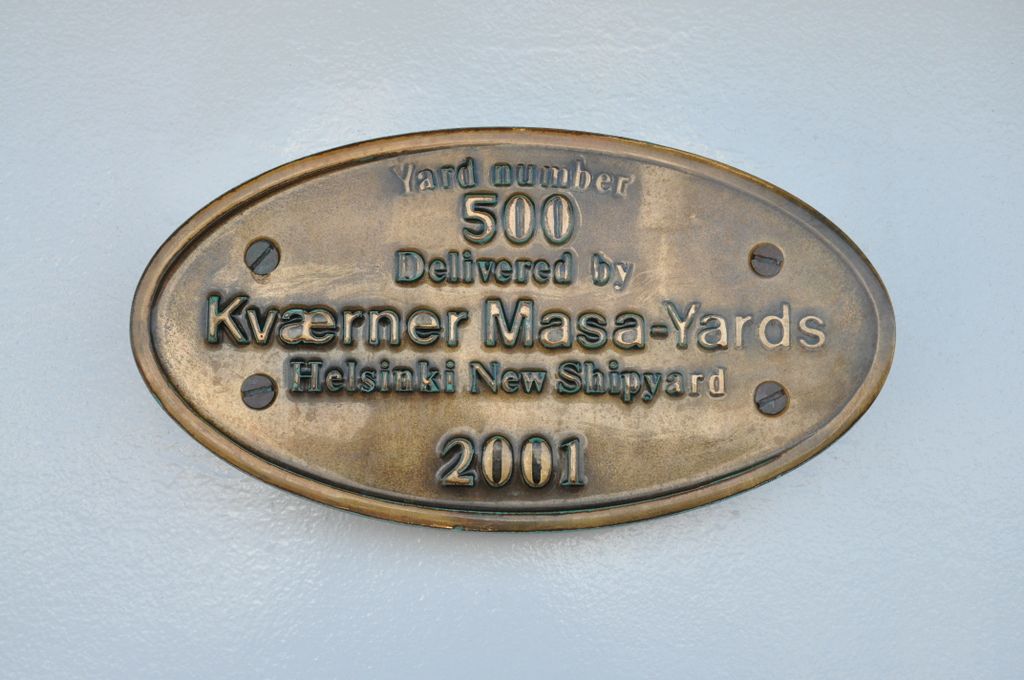 Yard number
500
Delivered by
Kværner Masa-Yards
Helsinki New Shipyard
2001